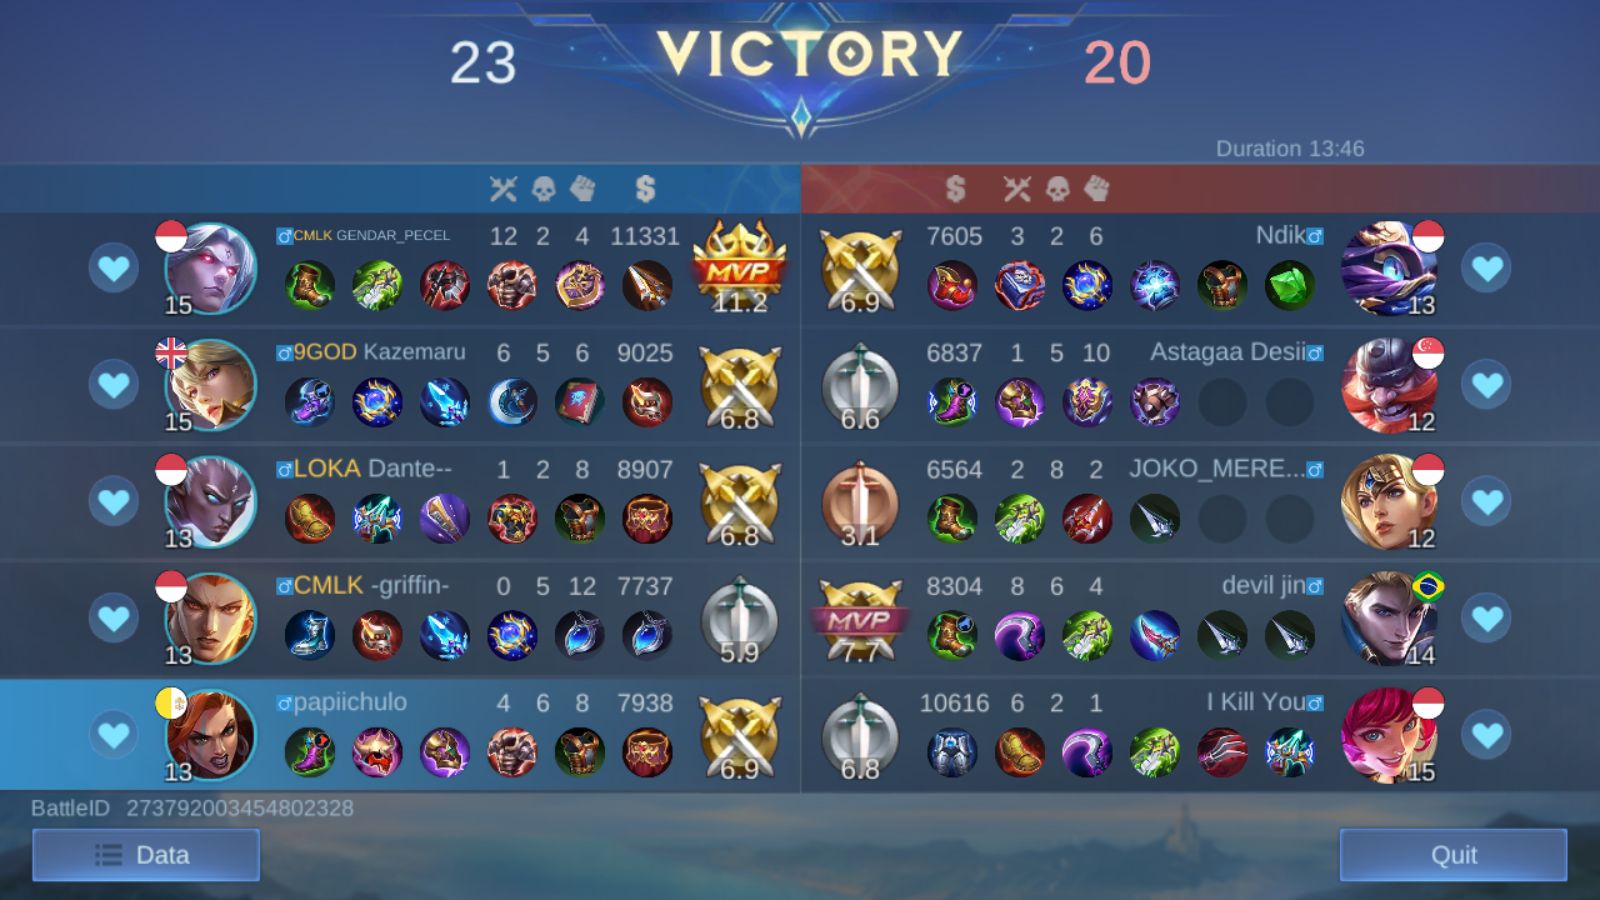 23 VICTORY 20
Duration 13:46
CMLK GENDAR_PECEL 12 2 4 11331 MVP 11.2 15
6.9 7605 3 2 6 Ndik 13
9GOD Kazemaru 6 5 6 9025 6.8 15
6.6 6837 1 5 10 Astagaa Desii 12
LOKA Dante-- 1 2 8 8907 6.8 13
3.1 6564 2 8 2 JOKO_MERE... 12
CMLK -griffin- 0 5 12 7737 5.9 13
MVP 7.7 8304 8 6 4 devil jin 14
papiichulo 4 6 8 7938 6.9 13
6.8 10616 6 2 1 I Kill You 15
BattleID 273792003454802328
Data
Quit